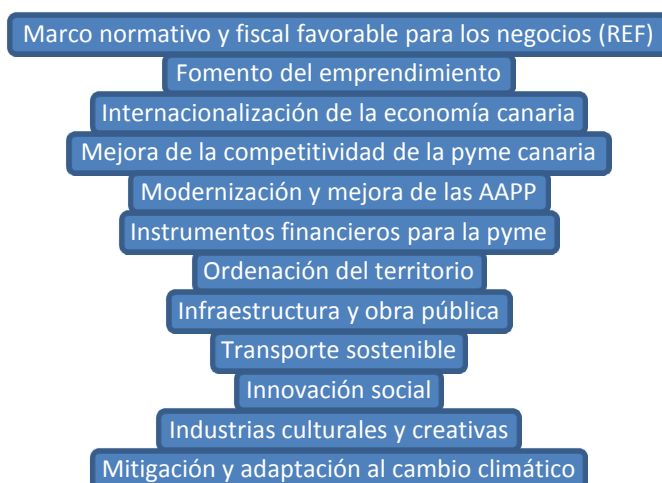 Marco normativo y fiscal favorable para los negocios (REF)
Fomento del emprendimiento
Internacionalización de la economía canaria
Mejora de la competitividad de la pyme canaria
Modernización y mejora de las AAPP
Instrumentos financieros para la pyme
Ordenación del territorio
Infraestructura y obra pública
Transporte sostenible
Innovación social
Industrias culturales y creativas
Mitigación y adaptación al cambio climático